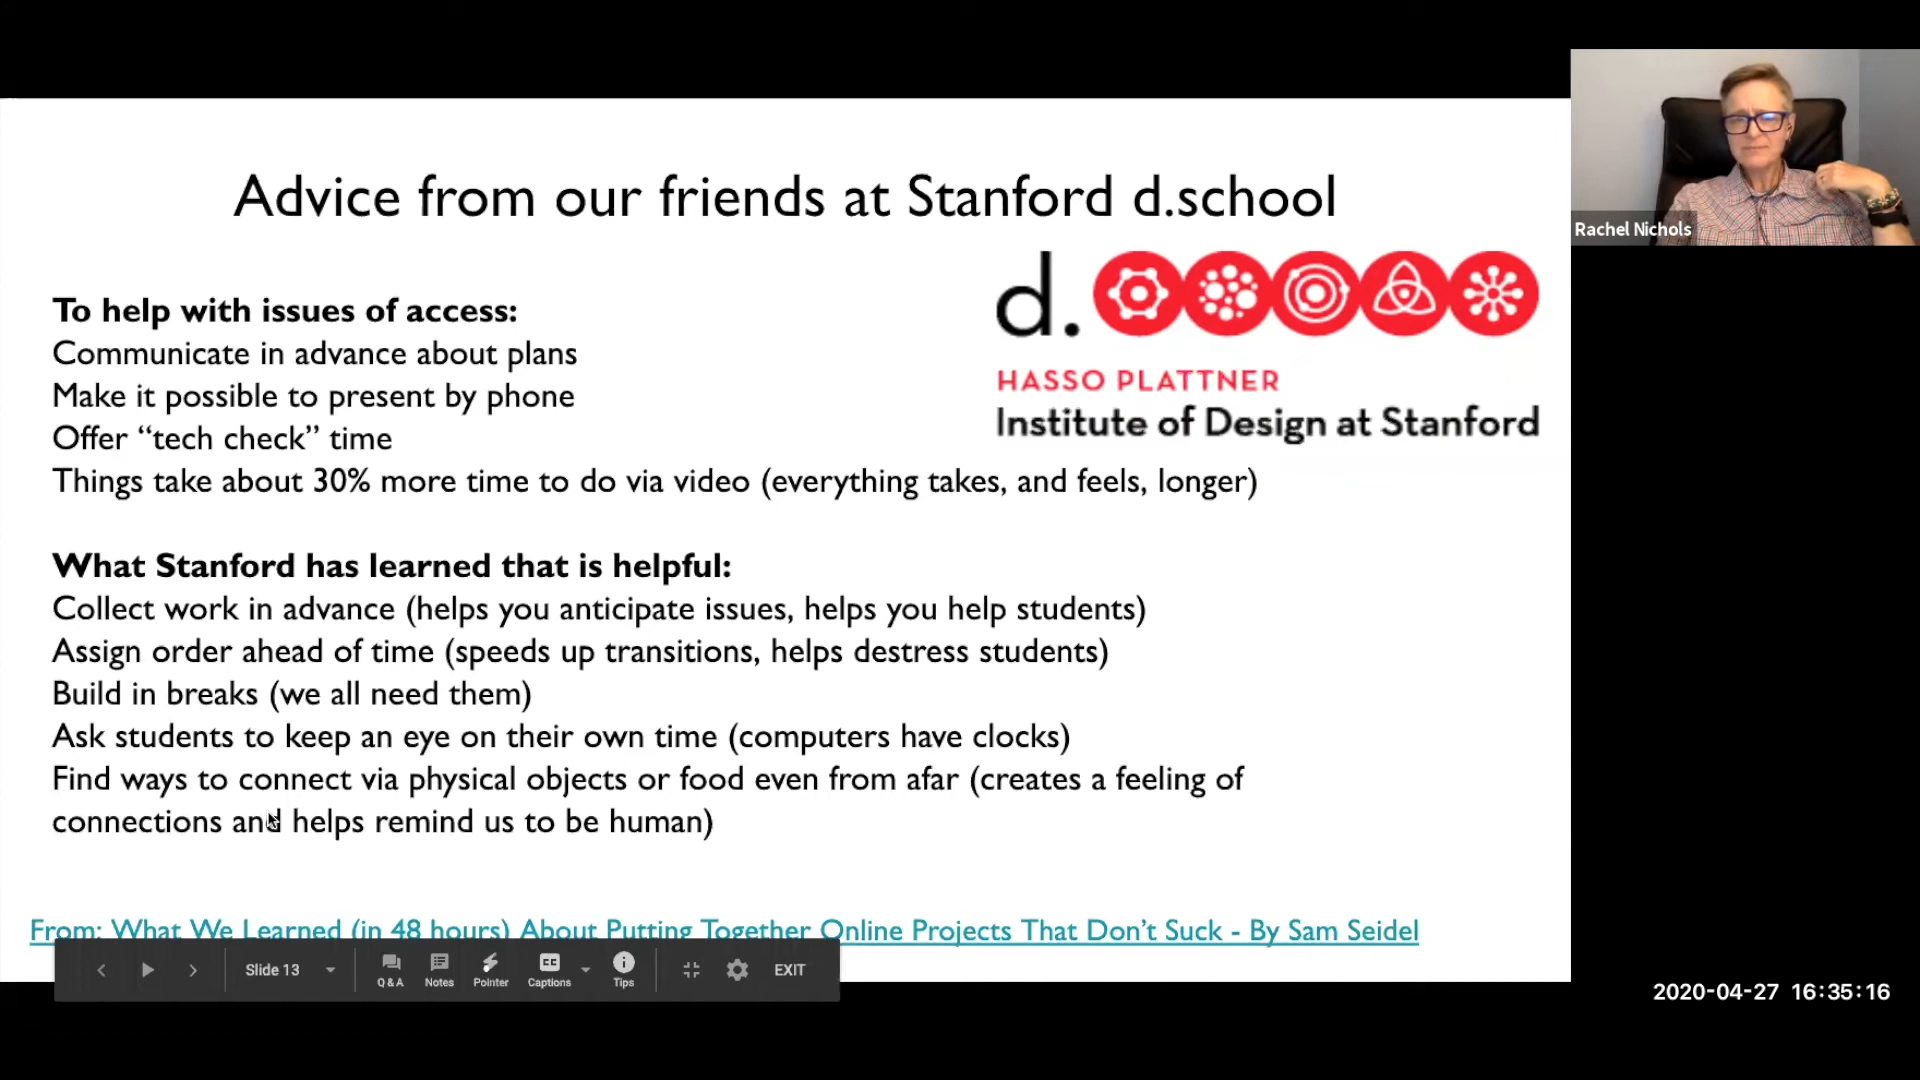 Advice from our friends at Stanford d.school
Rachel Nichols
d.
HASSO PLATTNER
Institute of Design at Stanford
To help with issues of access:
Communicate in advance about plans
Make it possible to present by phone
Offer “tech check” time
Things take about 30% more time to do via video (everything takes, and feels, longer)
What Stanford has learned that is helpful:
Collect work in advance (helps you anticipate issues, helps you help students)
Assign order ahead of time (speeds up transitions, helps destress students)
Build in breaks (we all need them)
Ask students to keep an eye on their own time (computers have clocks)
Find ways to connect via physical objects or food even from afar (creates a feeling of
connections and helps remind us to be human)
From: What We Learned (in 48 hours) About Putting Together Online Projects That Don’t Suck - By Sam Seidel
Slide 13
CC
Q & A
Notes
Pointer
Captions
Tips
EXIT
2020-04-27 16:35:16